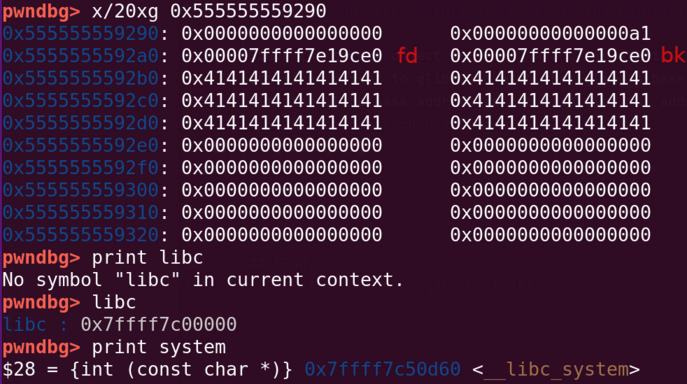 pwndbg> x/20xg 0x555555559290
0x555555559290: 0x0000000000000000 0x00000000000000a1
0x5555555592a0: 0x00007ffff7e19ce0 fd 0x00007ffff7e19ce0 bk
0x5555555592b0: 0x4141414141414141 0x4141414141414141
0x5555555592c0: 0x4141414141414141 0x4141414141414141
0x5555555592d0: 0x4141414141414141 0x4141414141414141
0x5555555592e0: 0x0000000000000000 0x0000000000000000
0x5555555592f0: 0x0000000000000000 0x0000000000000000
0x555555559300: 0x0000000000000000 0x0000000000000000
0x555555559310: 0x0000000000000000 0x0000000000000000
0x555555559320: 0x0000000000000000 0x0000000000000000
pwndbg> print libc
No symbol "libc" in current context.
pwndbg> libc
libc : 0x7ffff7c00000
pwndbg> print system
$28 = {int (const char *)} 0x7ffff7c50d60 <__libc_system>